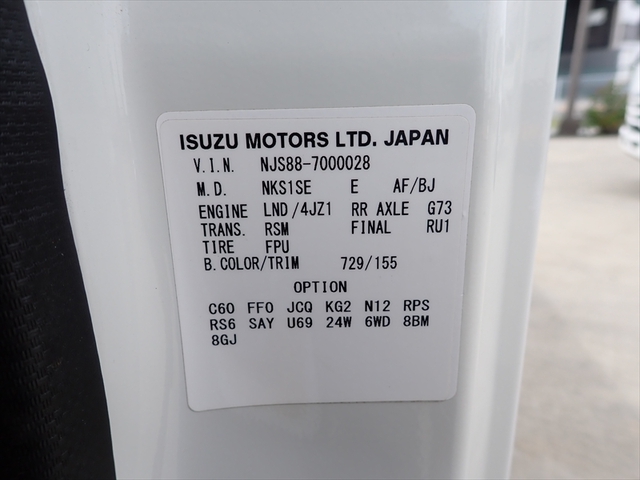 ISUZU MOTORS LTD. JAPAN
V.I.N. NJS88-7000028
M.D. NKS1SE E AF/BJ
ENGINE LND/4JZ1 RR AXLE G73
TRANS. RSM FINAL RU1
TIRE FPU
B.COLOR/TRIM 729/155
OPTION
C60 FF0 JCQ KG2 N12 RPS
RS6 SAY U69 24W 6WD 8BM
8GJ